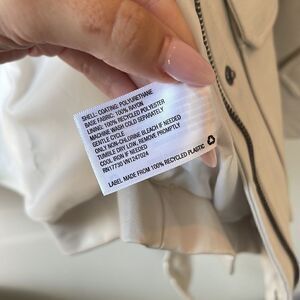 SHELL: COATING: POLYURETHANE
BASE FABRIC: 100% RAYON
LINING: 100% RECYCLED POLYESTER
MACHINE WASH COLD SEPARATELY
GENTLE CYCLE
ONLY NON-CHLORINE BLEACH IF NEEDED
TUMBLE DRY LOW, REMOVE PROMPTLY
COOL IRON IF NEEDED
RN17730 VN1247024
LABEL MADE FROM 100% RECYCLED PLASTIC